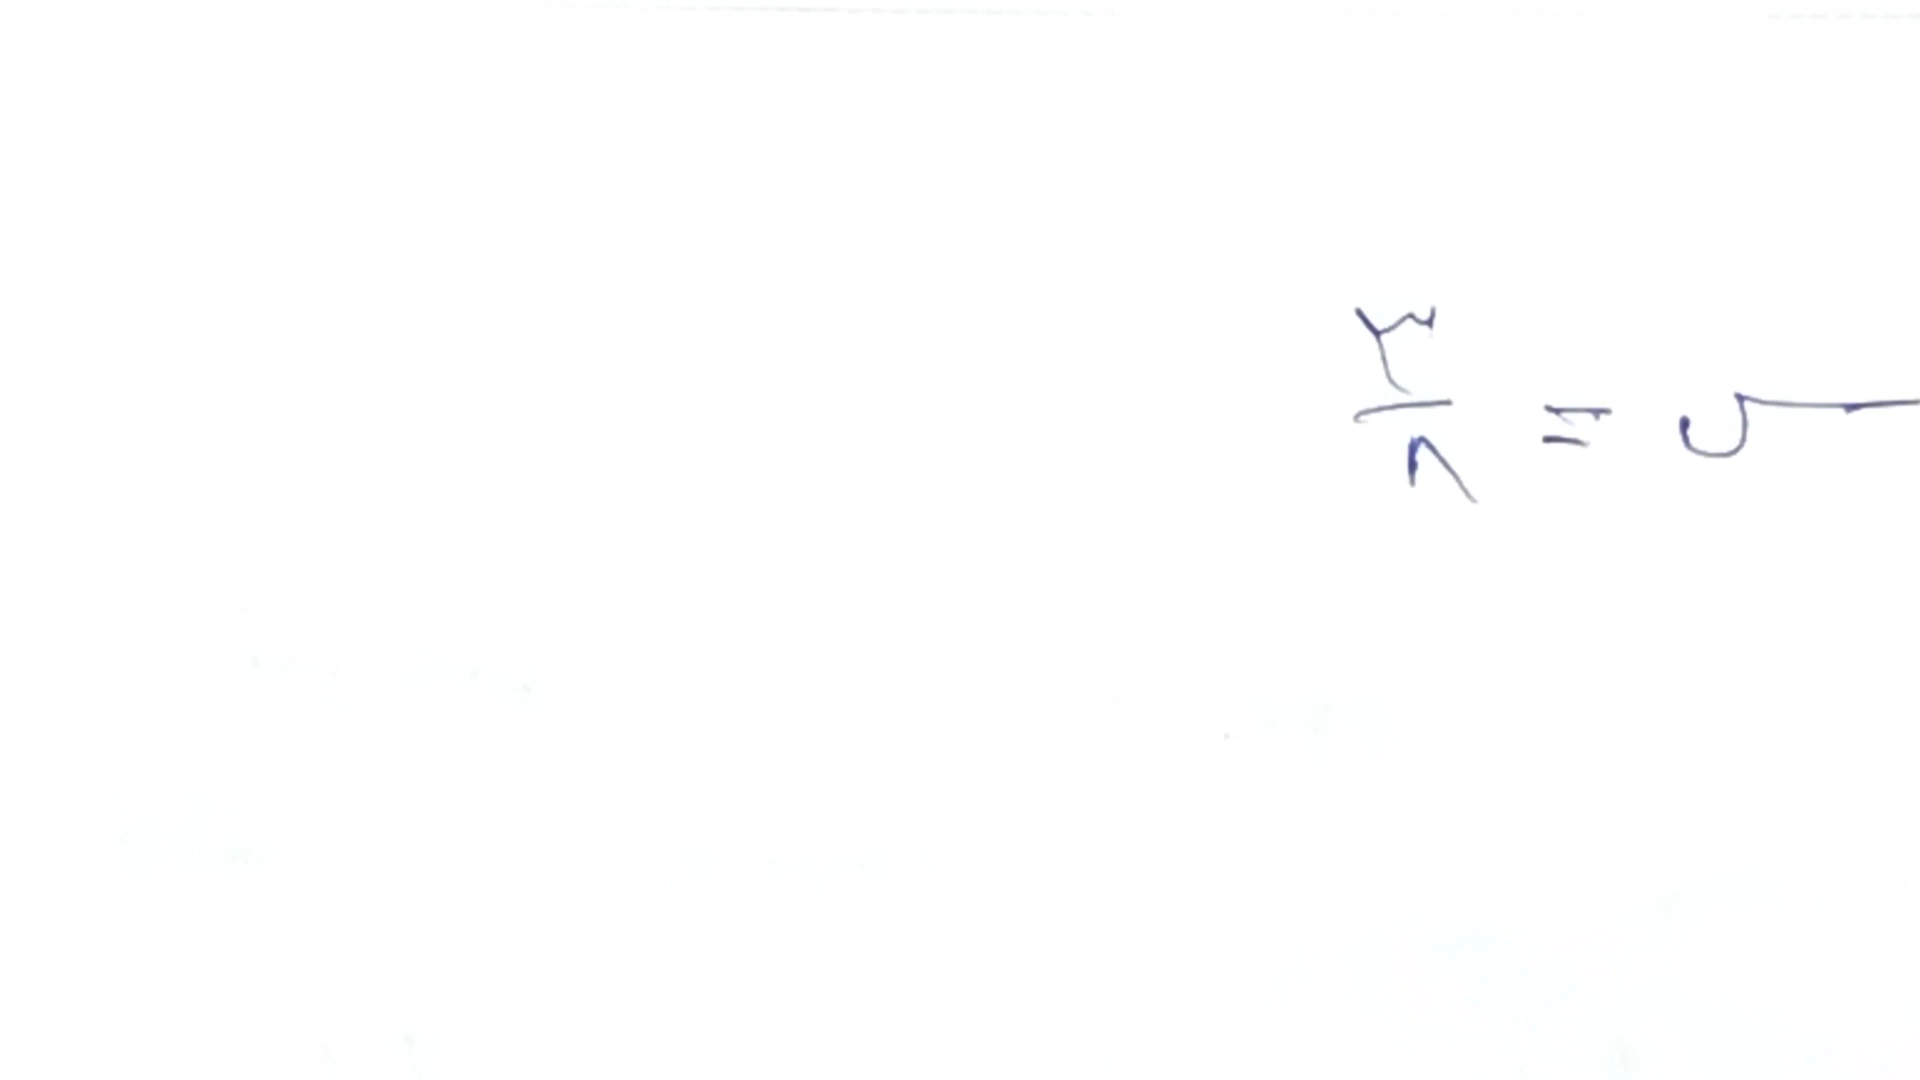 س = ٣/٨